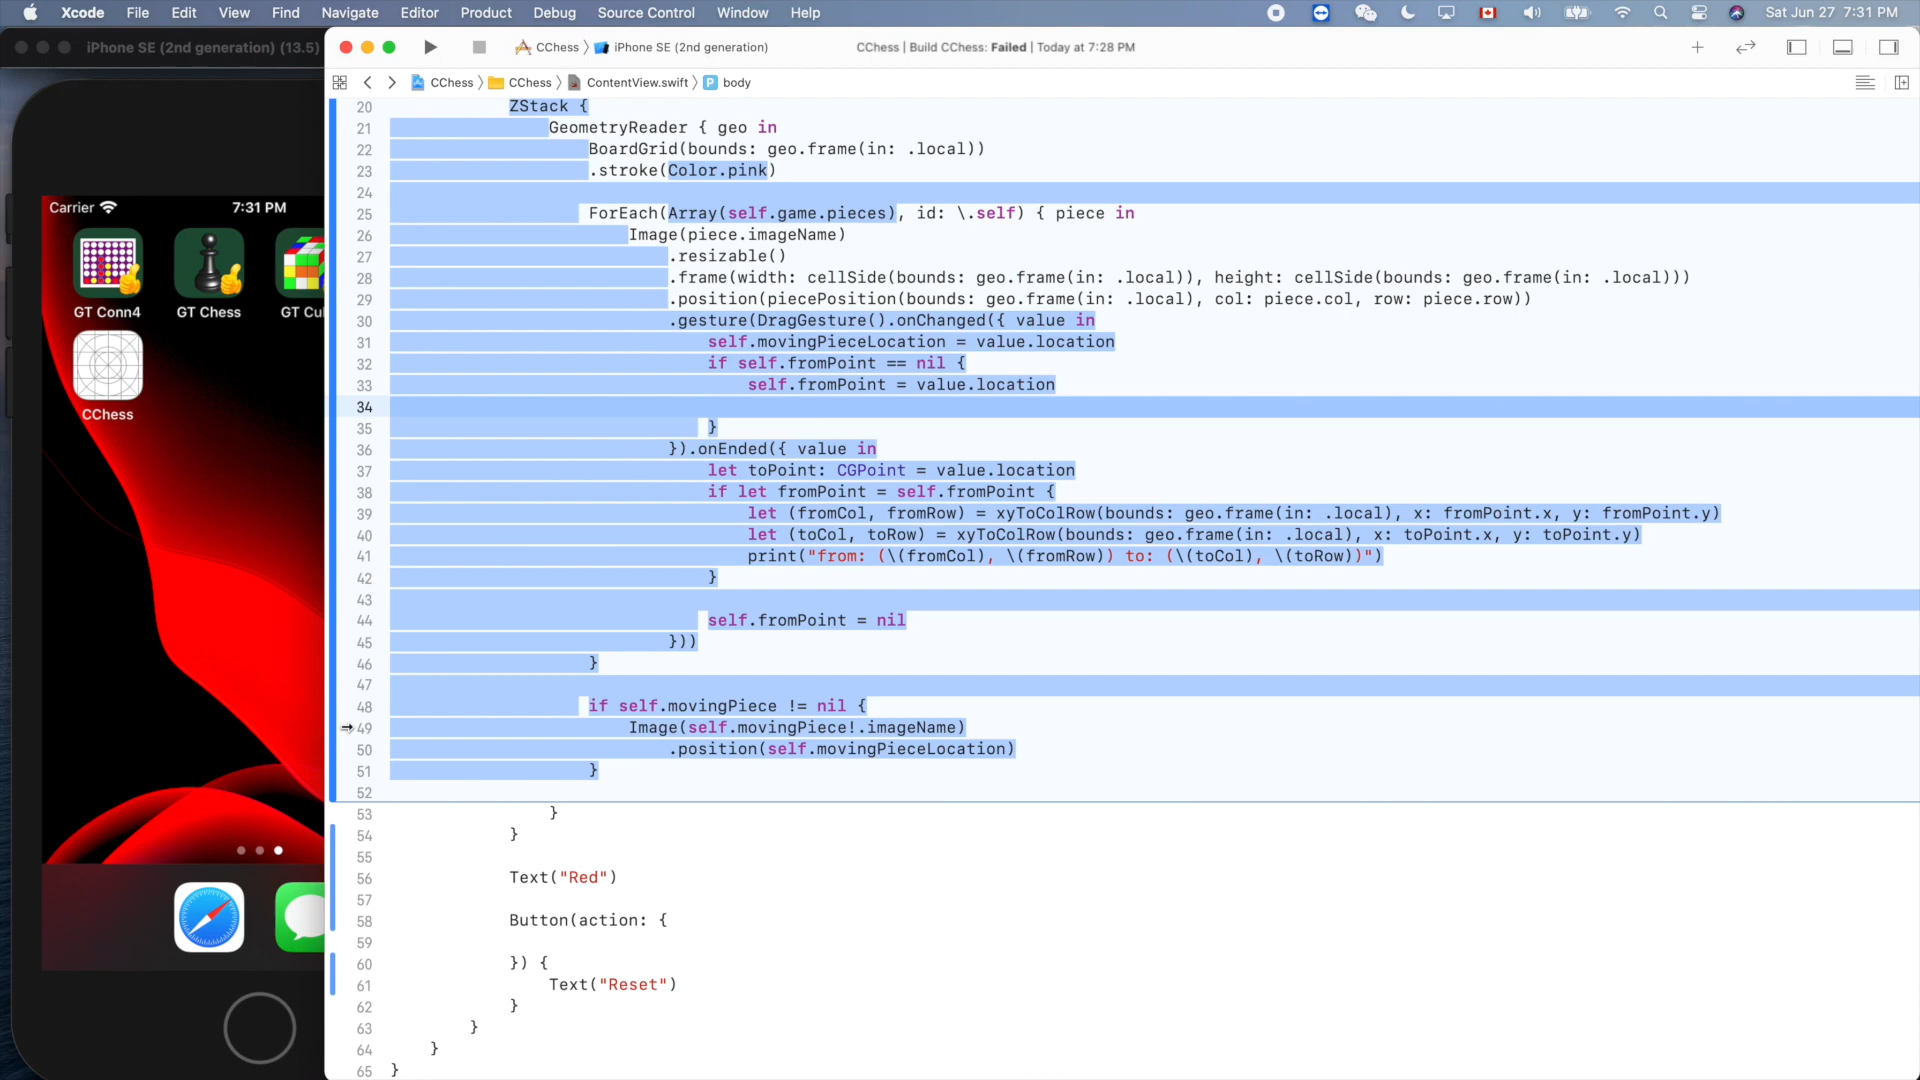 Xcode File Edit View Find Navigate Editor Product Debug Source Control Window Help Sat Jun 27 7:31 PM
iPhone SE (2nd generation) (13.5)
CChess iPhone SE (2nd generation) CChess | Build CChess: Failed | Today at 7:28 PM
CChess CChess ContentView.swift P body
Carrier 7:31 PM
GT Conn4 GT Chess GT Cu
CChess
20 ZStack {
21 GeometryReader { geo in
22 BoardGrid(bounds: geo.frame(in: .local))
23 .stroke(Color.pink)
24
25 ForEach(Array(self.game.pieces), id: \.self) { piece in
26 Image(piece.imageName)
27 .resizable()
28 .frame(width: cellSide(bounds: geo.frame(in: .local)), height: cellSide(bounds: geo.frame(in: .local)))
29 .position(piecePosition(bounds: geo.frame(in: .local), col: piece.col, row: piece.row))
30 .gesture(DragGesture().onChanged({ value in
31 self.movingPieceLocation = value.location
32 if self.fromPoint == nil {
33 self.fromPoint = value.location
34
35 }
36 }).onEnded({ value in
37 let toPoint: CGPoint = value.location
38 if let fromPoint = self.fromPoint {
39 let (fromCol, fromRow) = xyToColRow(bounds: geo.frame(in: .local), x: fromPoint.x, y: fromPoint.y)
40 let (toCol, toRow) = xyToColRow(bounds: geo.frame(in: .local), x: toPoint.x, y: toPoint.y)
41 print("from: (\(fromCol), \(fromRow)) to: (\(toCol), \(toRow))")
42 }
43
44 self.fromPoint = nil
45 }))
46 }
47
48 if self.movingPiece != nil {
49 Image(self.movingPiece!.imageName)
50 .position(self.movingPieceLocation)
51 }
52
53 }
54 }
55
56 Text("Red")
57
58 Button(action: {
59
60 }) {
61 Text("Reset")
62 }
63 }
64 }
65 }